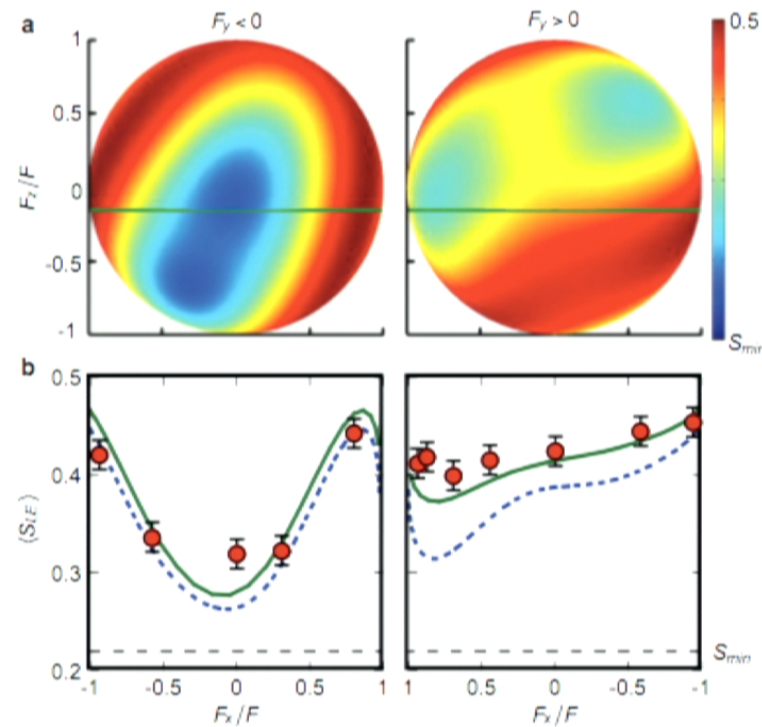 a
F_y < 0
F_y > 0
1
0.5
0
-0.5
-1
F_z/F
0.5
S_min
b
0.5
0.4
0.3
0.2
⟨S_LE⟩
S_min
-1 -0.5 0 0.5 1
1 0.5 0 -0.5 -1
F_x/F
F_x/F